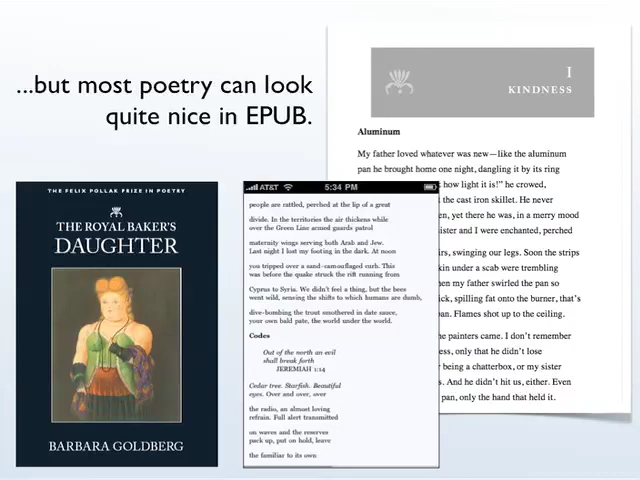 ...but most poetry can look
quite nice in EPUB.
THE FELIX POLLAK PRIZE IN POETRY
THE ROYAL BAKER'S
DAUGHTER
BARBARA GOLDBERG
AT&T 5:34 PM
people are rattled, perched at the lip of a great
divide. In the territories the air thickens while
over the Green Line armed guards patrol
maternity wings serving both Arab and Jew.
Last night I lost my footing in the dark. At noon
you tripped over a sand-camouflaged curb. This
was before the quake struck the rift running from
Cyprus to Syria. We didn't feel a thing, but the bees
went wild, sensing the shifts to which humans are dumb,
dive-bombing the trout smothered in date sauce,
your own bald pate, the world under the world.
Codes
Out of the north an evil
shall break forth
JEREMIAH 1:14
Cedar tree. Starfish. Beautiful
eyes. Over and over, over
the radio, an almost loving
refrain. Full alert transmitted
on waves and the reserves
pack up, put on hold, leave
the familiar to its own
I
KINDNESS
Aluminum
My father loved whatever was new—like the aluminum
pan he brought home one night, dangling it by its ring
how light it is!" he crowed,
the cast iron skillet. He never
en, yet there he was, in a merry mood
sister and I were enchanted, perched
irs, swinging our legs. Soon the strips
kin under a scab were trembling
en my father swirled the pan so
ick, spilling fat onto the burner, that's
an. Flames shot up to the ceiling.
e painters came. I don't remember
ess, only that he didn't lose
r being a chatterbox, or my sister
s. And he didn't hit us, either. Even
pan, only the hand that held it.